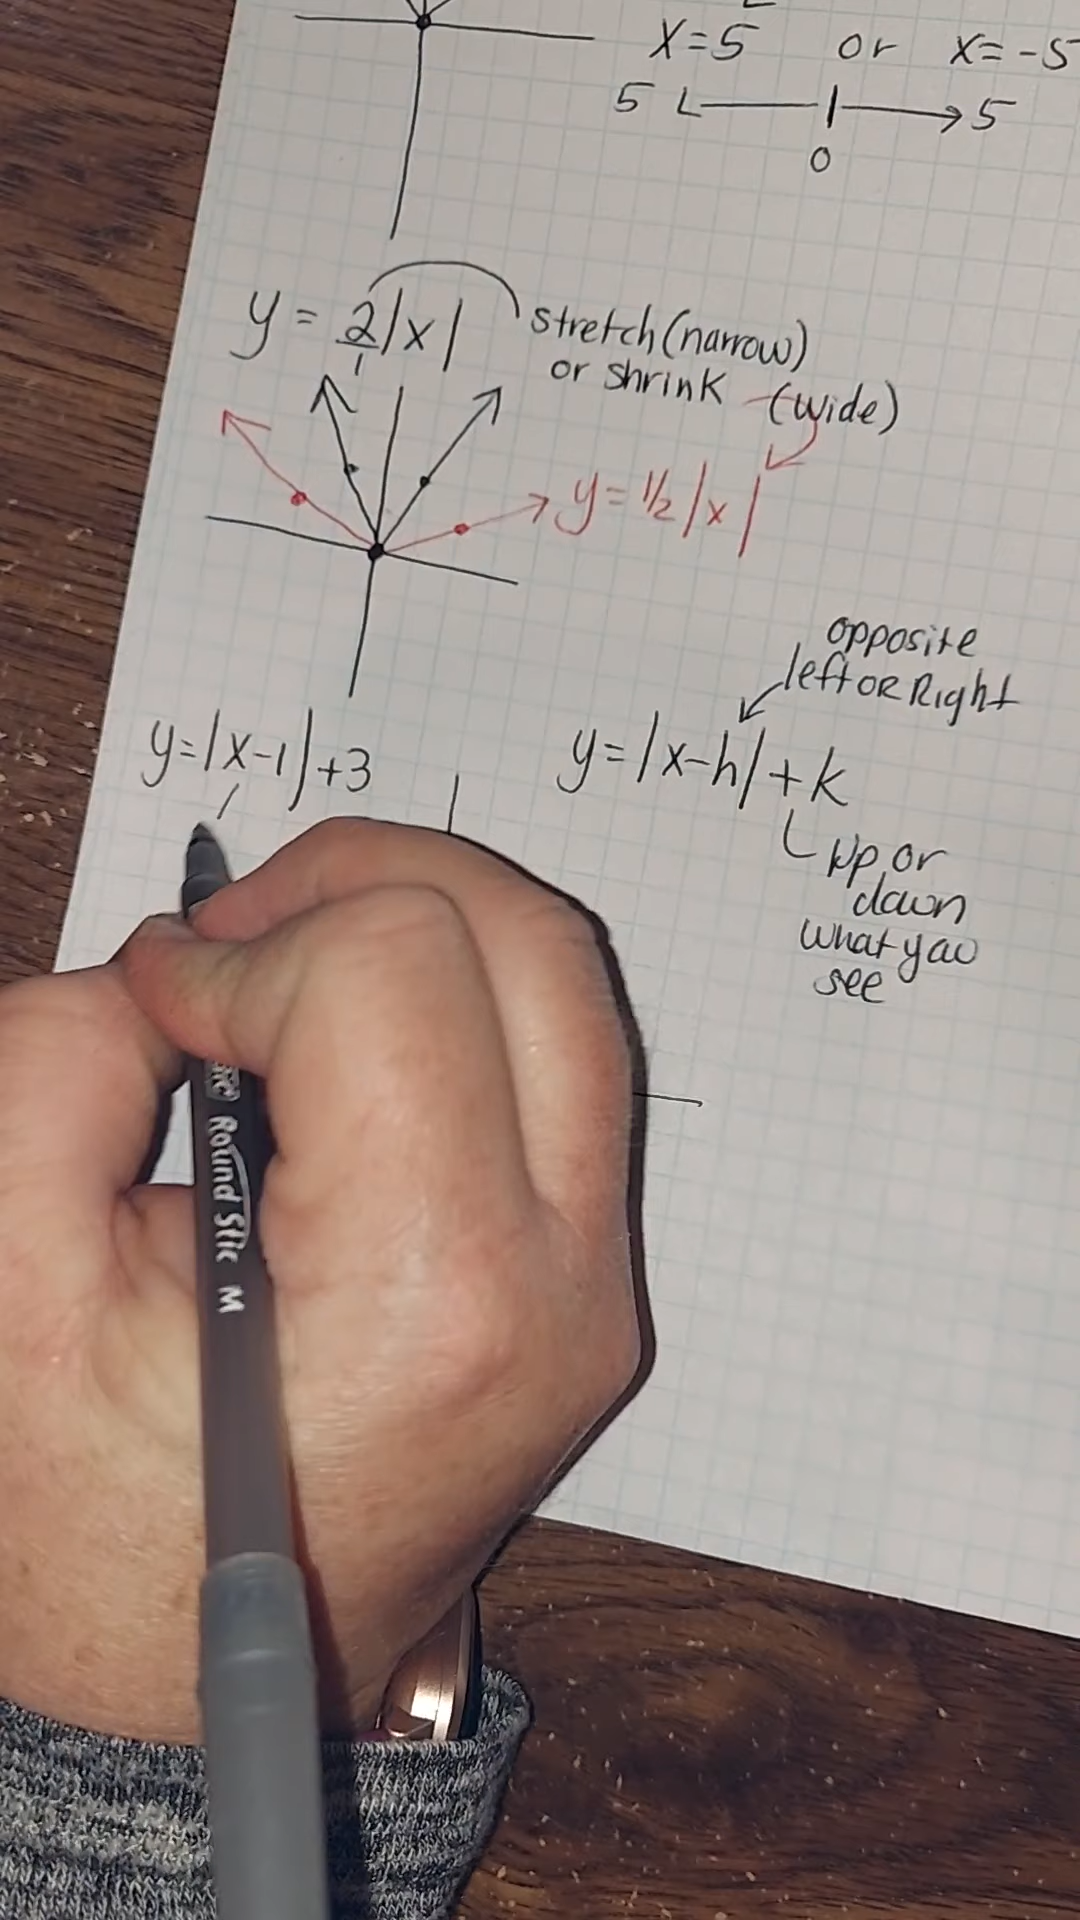 x=5 or x=-5
5 5
0
y = 2/1|x|
stretch (narrow)
or shrink (wide)
y = 1/2|x|
opposite
left OR Right
y=|x-1|+3
y=|x-h|+k
up or
down
what you
see
Round Stic M